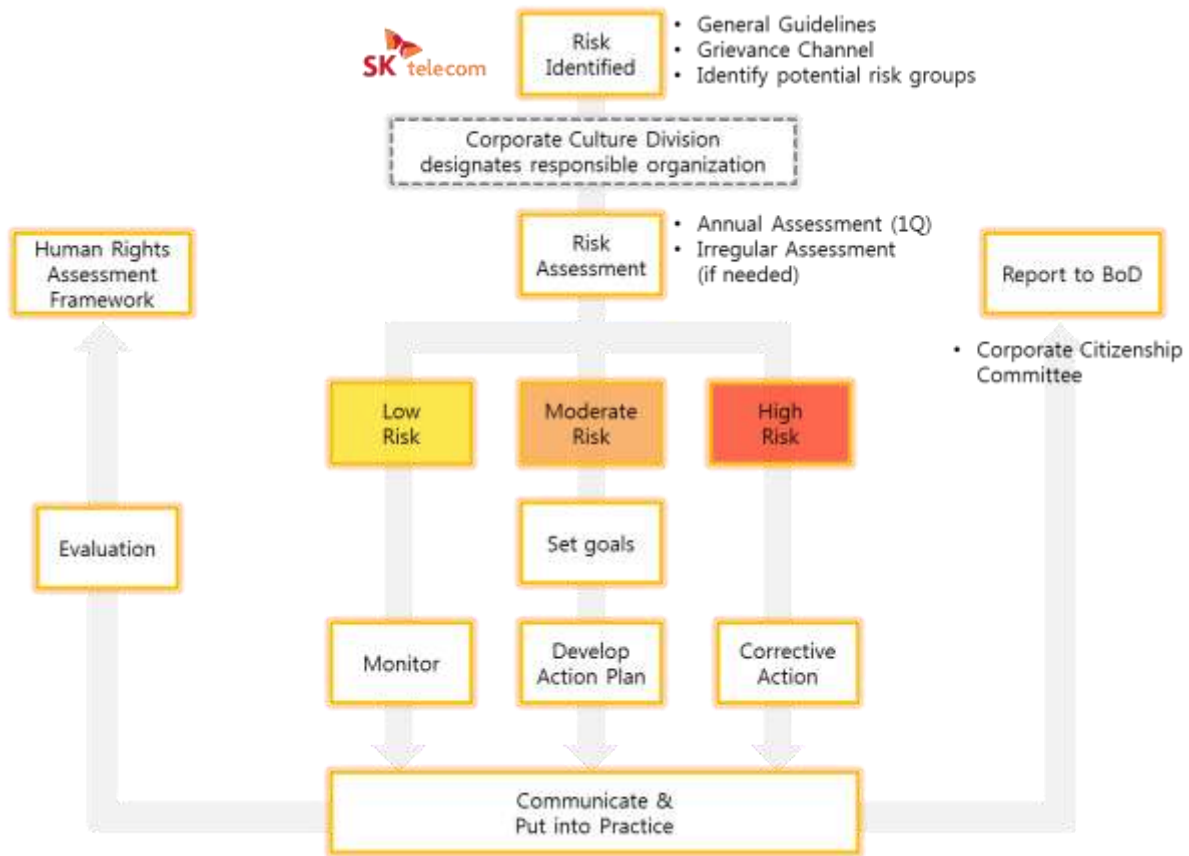 SK telecom
Risk
Identified
• General Guidelines
• Grievance Channel
• Identify potential risk groups
Corporate Culture Division
designates responsible organization
Human Rights
Assessment
Framework
Risk
Assessment
• Annual Assessment (1Q)
• Irregular Assessment
(if needed)
Report to BoD
• Corporate Citizenship
Committee
Low
Risk
Moderate
Risk
High
Risk
Evaluation
Set goals
Monitor
Develop
Action Plan
Corrective
Action
Communicate &
Put into Practice